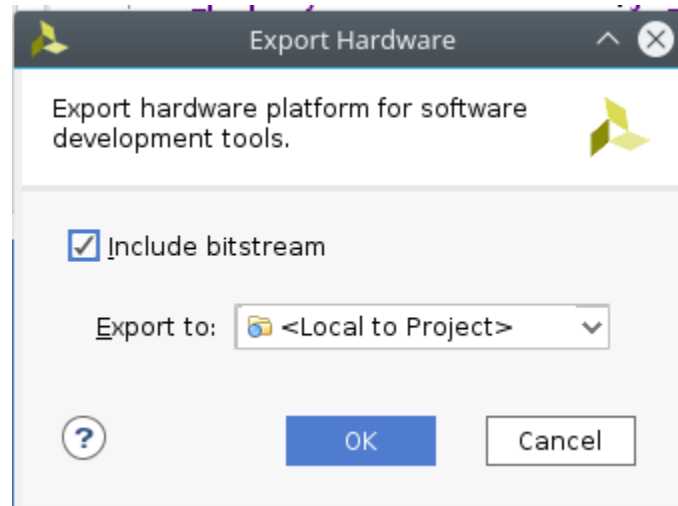 Export Hardware
Export hardware platform for software
development tools.
Include bitstream
Export to: <Local to Project>
?
OK Cancel